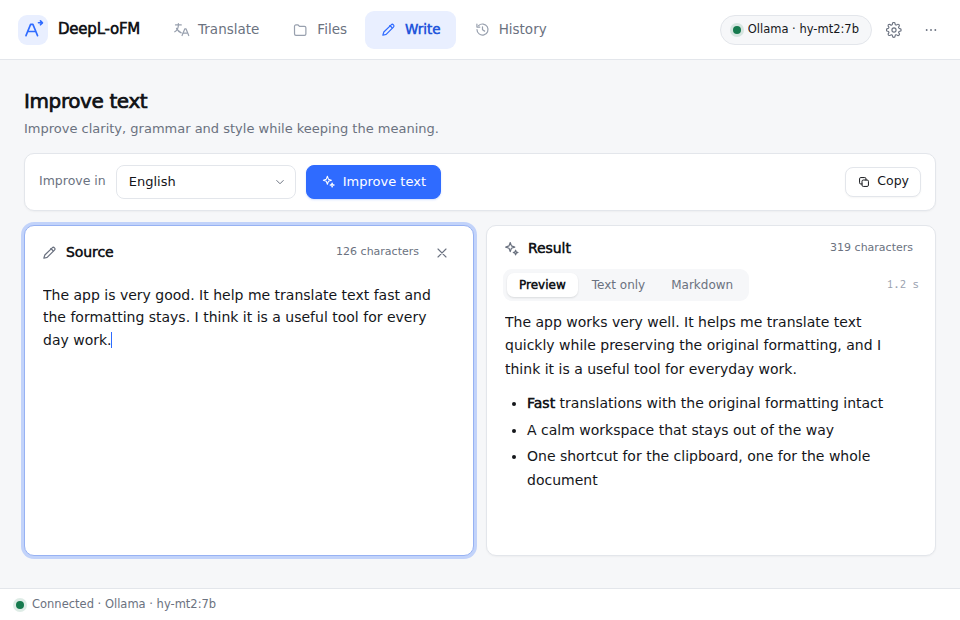 DeepL-oFM
Translate
Files
Write
History
Ollama · hy-mt2:7b
Improve text
Improve clarity, grammar and style while keeping the meaning.
Improve in
English
Improve text
Copy
Source
126 characters
The app is very good. It help me translate text fast and
the formatting stays. I think it is a useful tool for every
day work.
Result
319 characters
Preview
Text only
Markdown
1.2 s
The app works very well. It helps me translate text
quickly while preserving the original formatting, and I
think it is a useful tool for everyday work.
• Fast translations with the original formatting intact
• A calm workspace that stays out of the way
• One shortcut for the clipboard, one for the whole
document
Connected · Ollama · hy-mt2:7b